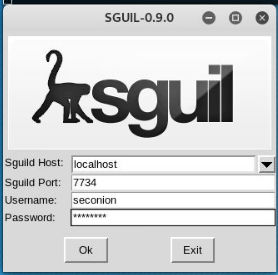 SGUIL-0.9.0
sguil
Sguild Host: localhost
Sguild Port: 7734
Username: seconion
Password: ********
Ok Exit